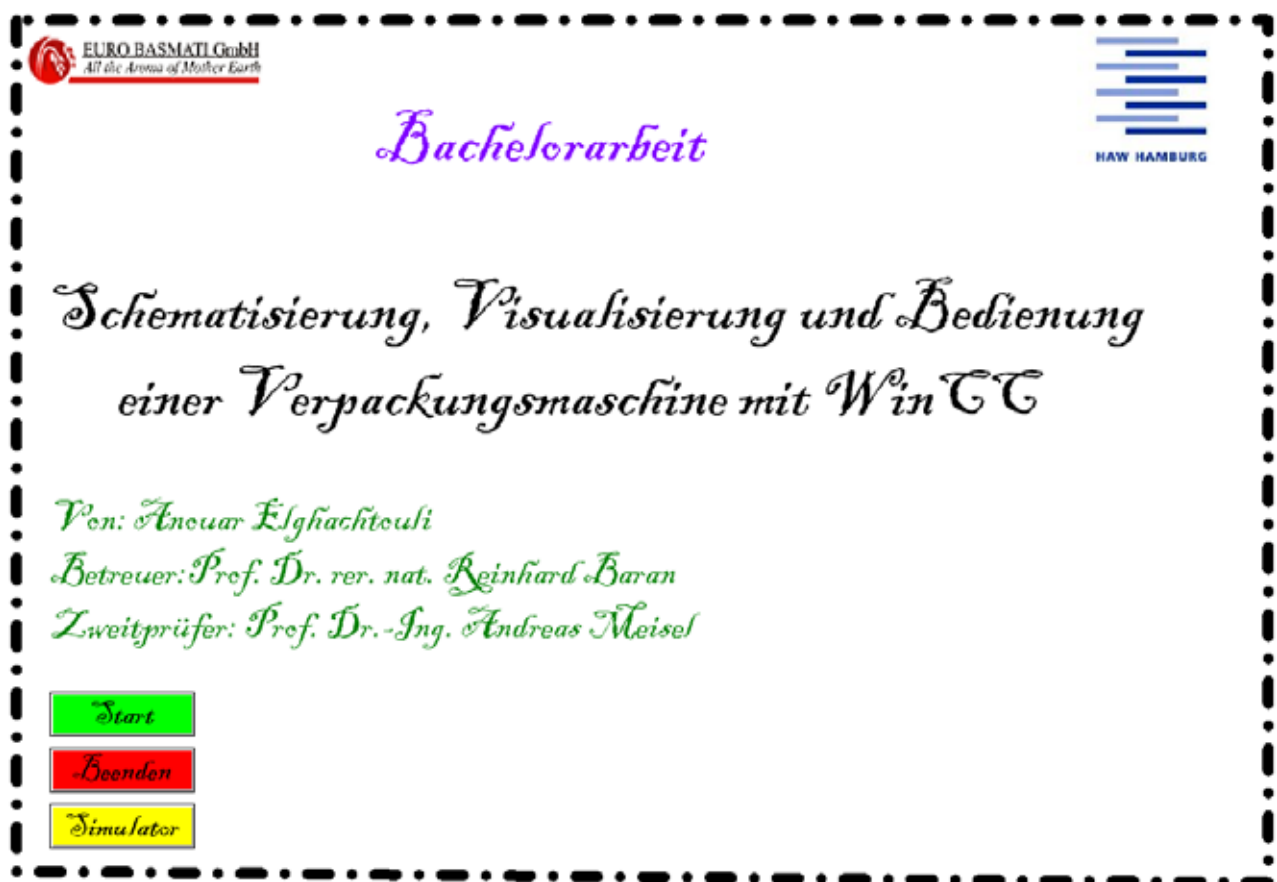 EURO BASMATI GmbH
All the Aroma of Mother Earth
HAW HAMBURG
Bachelorarbeit
Schematisierung, Visualisierung und Bedienung
einer Verpackungsmaschine mit WinCC
Von: Anouar Elghachtouli
Betreuer: Prof. Dr. rer. nat. Reinhard Baran
Zweitprüfer: Prof. Dr.-Ing. Andreas Meisel
Start
Beenden
Simulator